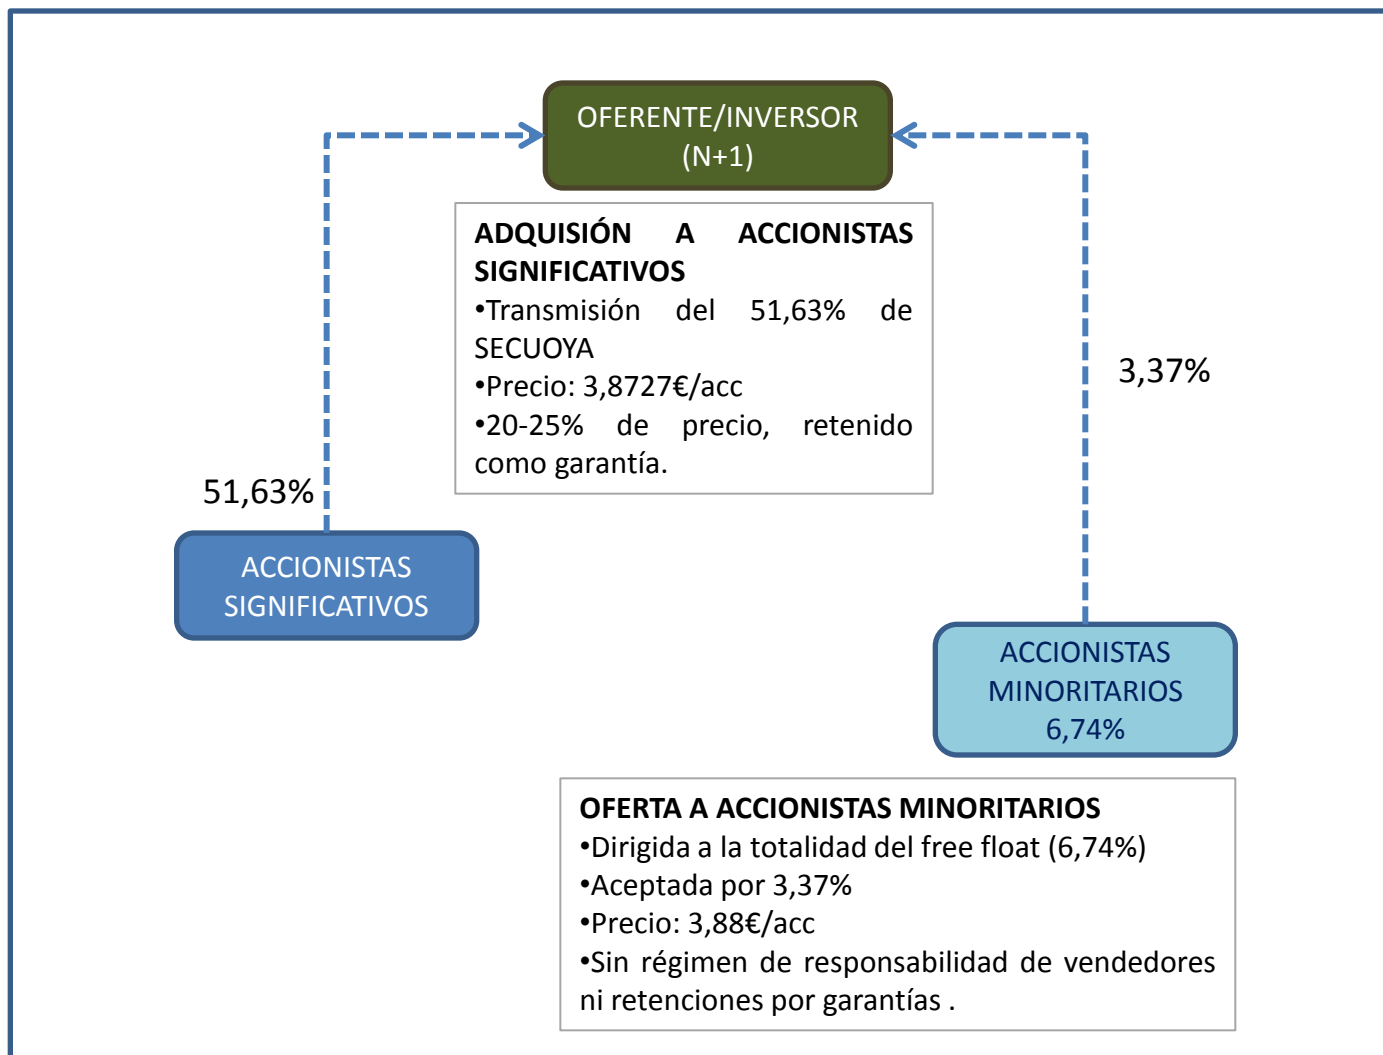 OFERENTE/INVERSOR
(N+1)
ADQUISIÓN A ACCIONISTAS
SIGNIFICATIVOS
•Transmisión del 51,63% de
SECUOYA
•Precio: 3,8727€/acc
•20-25% de precio, retenido
como garantía.
3,37%
51,63%
ACCIONISTAS
SIGNIFICATIVOS
ACCIONISTAS
MINORITARIOS
6,74%
OFERTA A ACCIONISTAS MINORITARIOS
•Dirigida a la totalidad del free float (6,74%)
•Aceptada por 3,37%
•Precio: 3,88€/acc
•Sin régimen de responsabilidad de vendedores
ni retenciones por garantías .